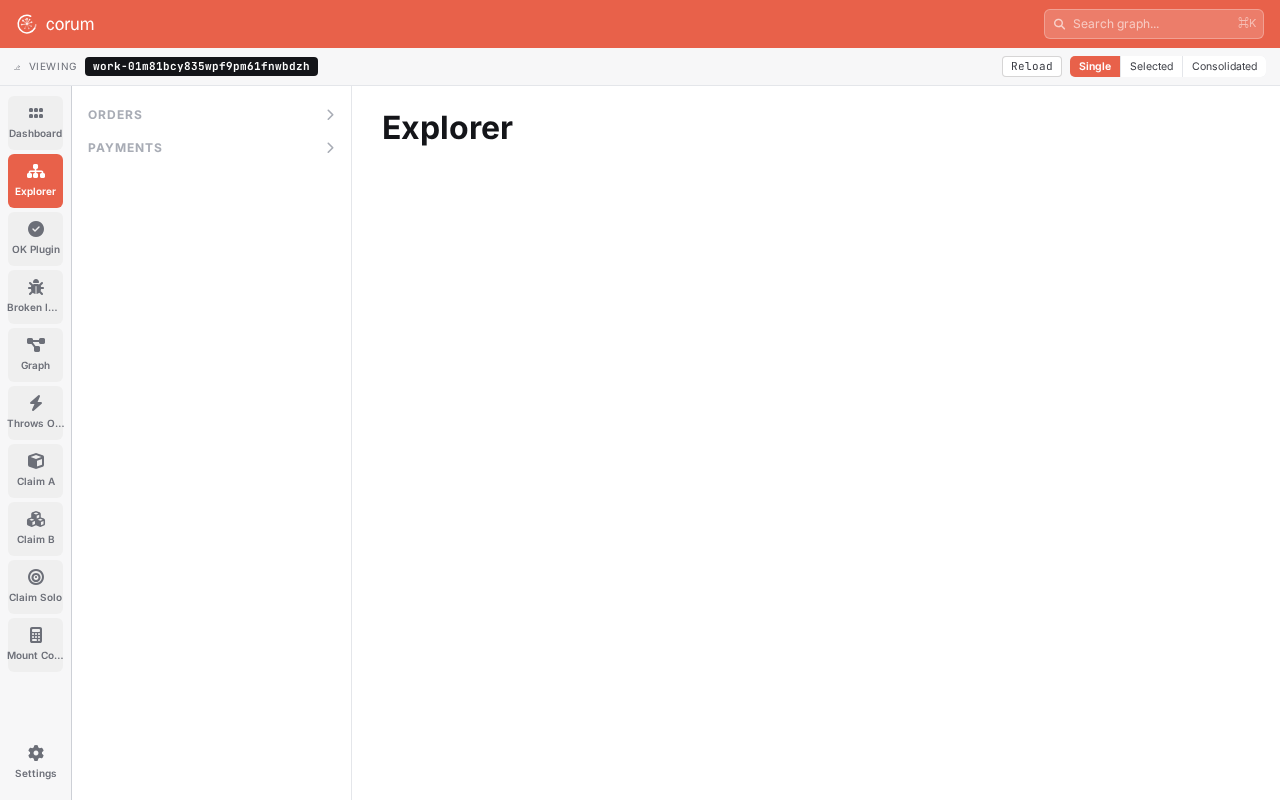 corum
Search graph...
⌘K
VIEWING
work-01m81bcy835wpf9pm61fnwbdzh
Reload
Single
Selected
Consolidated
Dashboard
Explorer
OK Plugin
Broken I...
Graph
Throws O...
Claim A
Claim B
Claim Solo
Mount Co...
Settings
ORDERS
PAYMENTS
Explorer